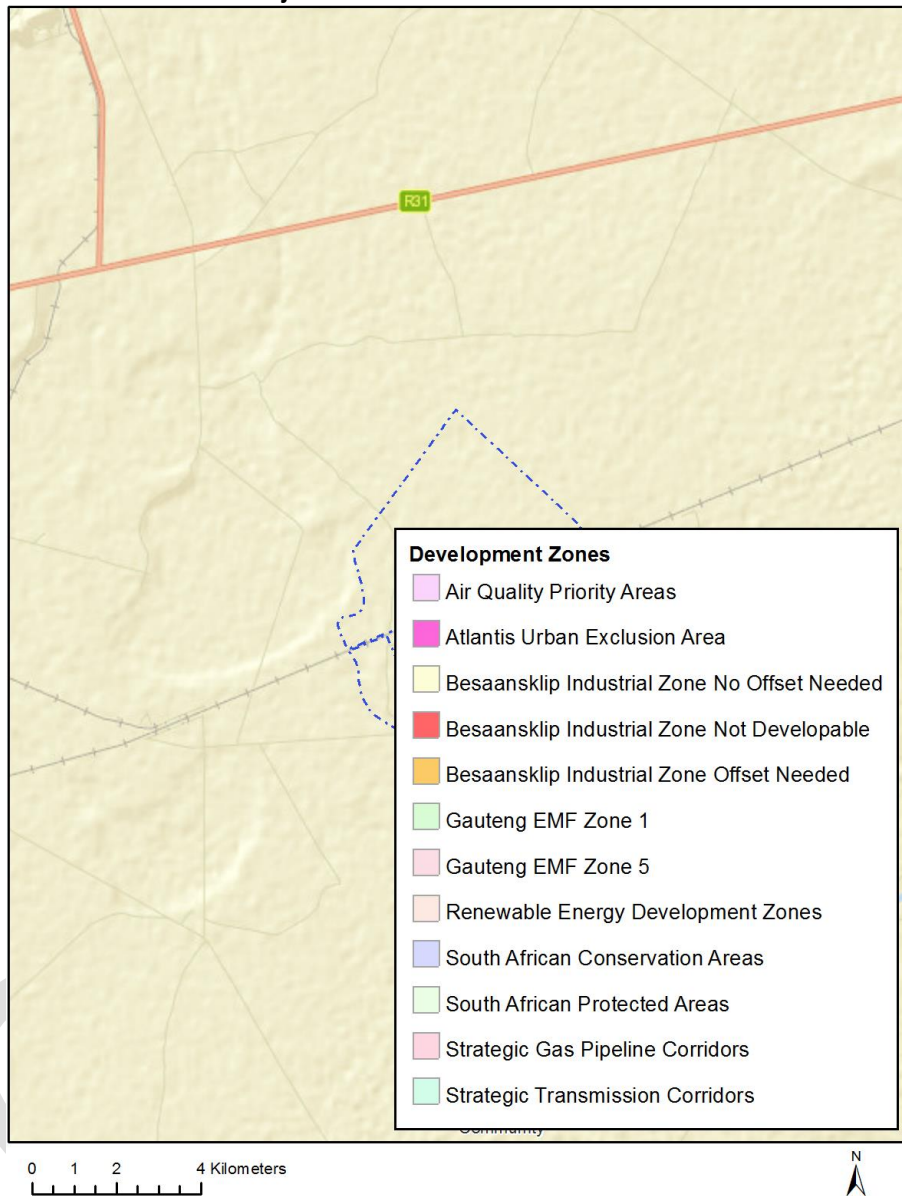 R31
Development Zones
Air Quality Priority Areas
Atlantis Urban Exclusion Area
Besaansklip Industrial Zone No Offset Needed
Besaansklip Industrial Zone Not Developable
Besaansklip Industrial Zone Offset Needed
Gauteng EMF Zone 1
Gauteng EMF Zone 5
Renewable Energy Development Zones
South African Conservation Areas
South African Protected Areas
Strategic Gas Pipeline Corridors
Strategic Transmission Corridors
Community
0 1 2 4 Kilometers
N